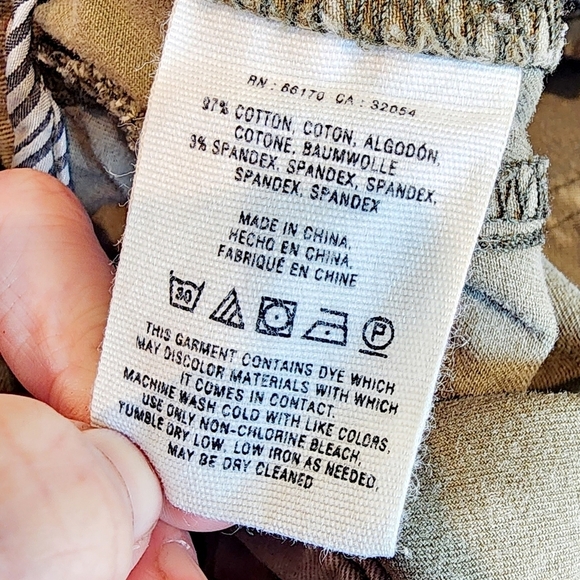 RN: 66170 CA: 32054
97% COTTON, COTON, ALGODÓN,
COTONE, BAUMWOLLE
3% SPANDEX, SPANDEX, SPANDEX,
SPANDEX, SPANDEX
MADE IN CHINA.
HECHO EN CHINA.
FABRIQUÉ EN CHINE
30 P
THIS GARMENT CONTAINS DYE WHICH
MAY DISCOLOR MATERIALS WITH WHICH
IT COMES IN CONTACT.
MACHINE WASH COLD WITH LIKE COLORS.
USE ONLY NON-CHLORINE BLEACH,
TUMBLE DRY LOW, LOW IRON AS NEEDED,
MAY BE DRY CLEANED